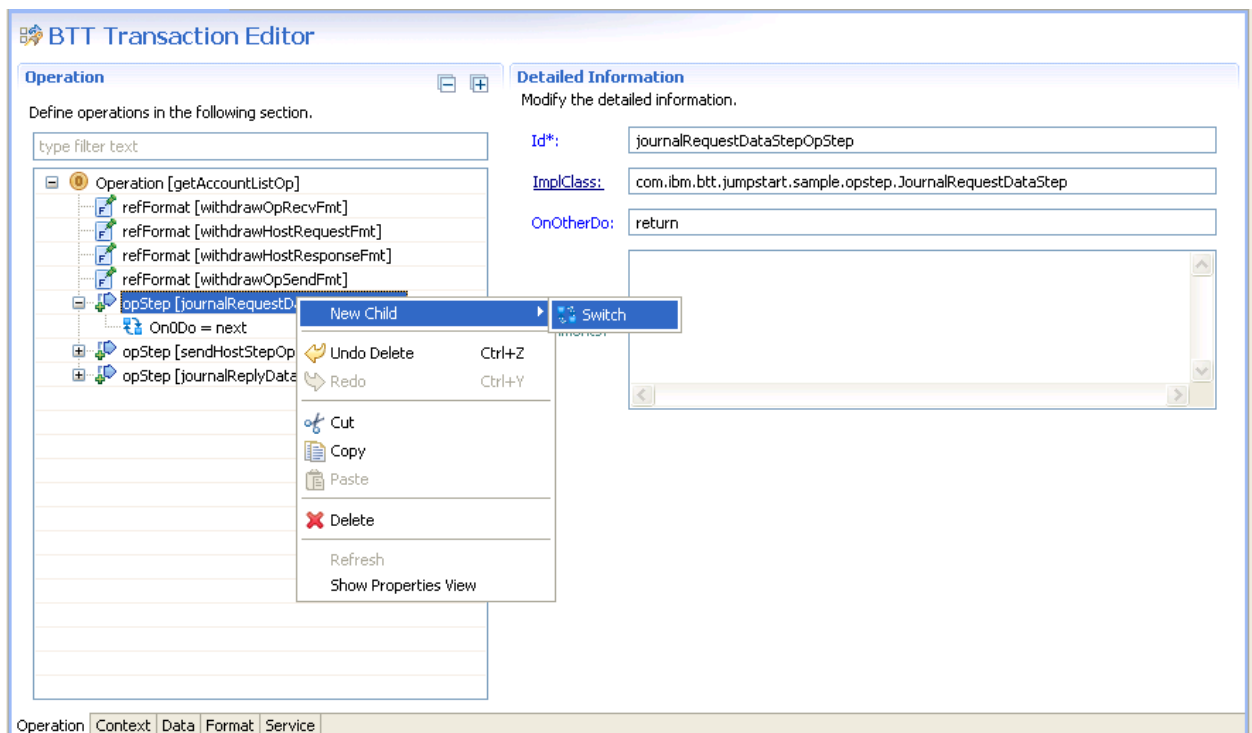 BTT Transaction Editor
Operation
Define operations in the following section.
type filter text
Operation [getAccountListOp]
refFormat [withdrawOpRecvFmt]
refFormat [withdrawHostRequestFmt]
refFormat [withdrawHostResponseFmt]
refFormat [withdrawOpSendFmt]
opStep [journalRequestD
On0Do = next
opStep [sendHostStepOp
opStep [journalReplyData
New Child
Switch
Undo Delete Ctrl+Z
Redo Ctrl+Y
Cut
Copy
Paste
Delete
Refresh
Show Properties View
Detailed Information
Modify the detailed information.
Id*: journalRequestDataStepOpStep
ImplClass: com.ibm.btt.jumpstart.sample.opstep.JournalRequestDataStep
OnOtherDo: return
Operation Context Data Format Service